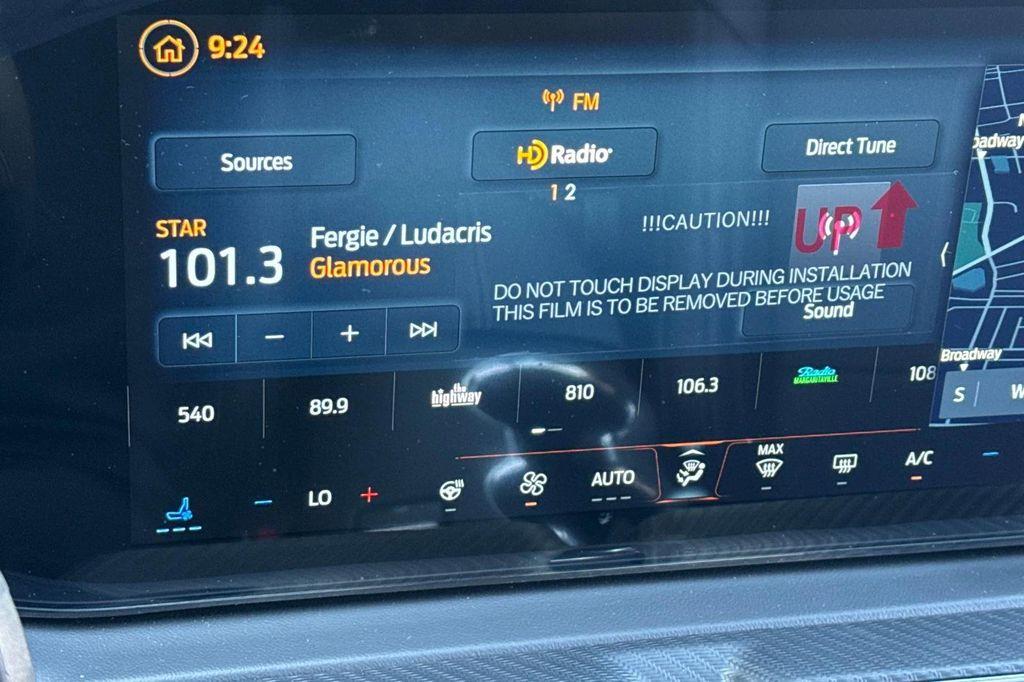 9:24
FM
Sources
HD Radio
Direct Tune
1 2
STAR
101.3
Fergie / Ludacris
Glamorous
!!!CAUTION!!!
UP
DO NOT TOUCH DISPLAY DURING INSTALLATION
THIS FILM IS TO BE REMOVED BEFORE USAGE
Sound
Broadway
540
89.9
the highway
810
106.3
Radio MARGARITAVILLE
108
S
LO
AUTO
MAX
A/C